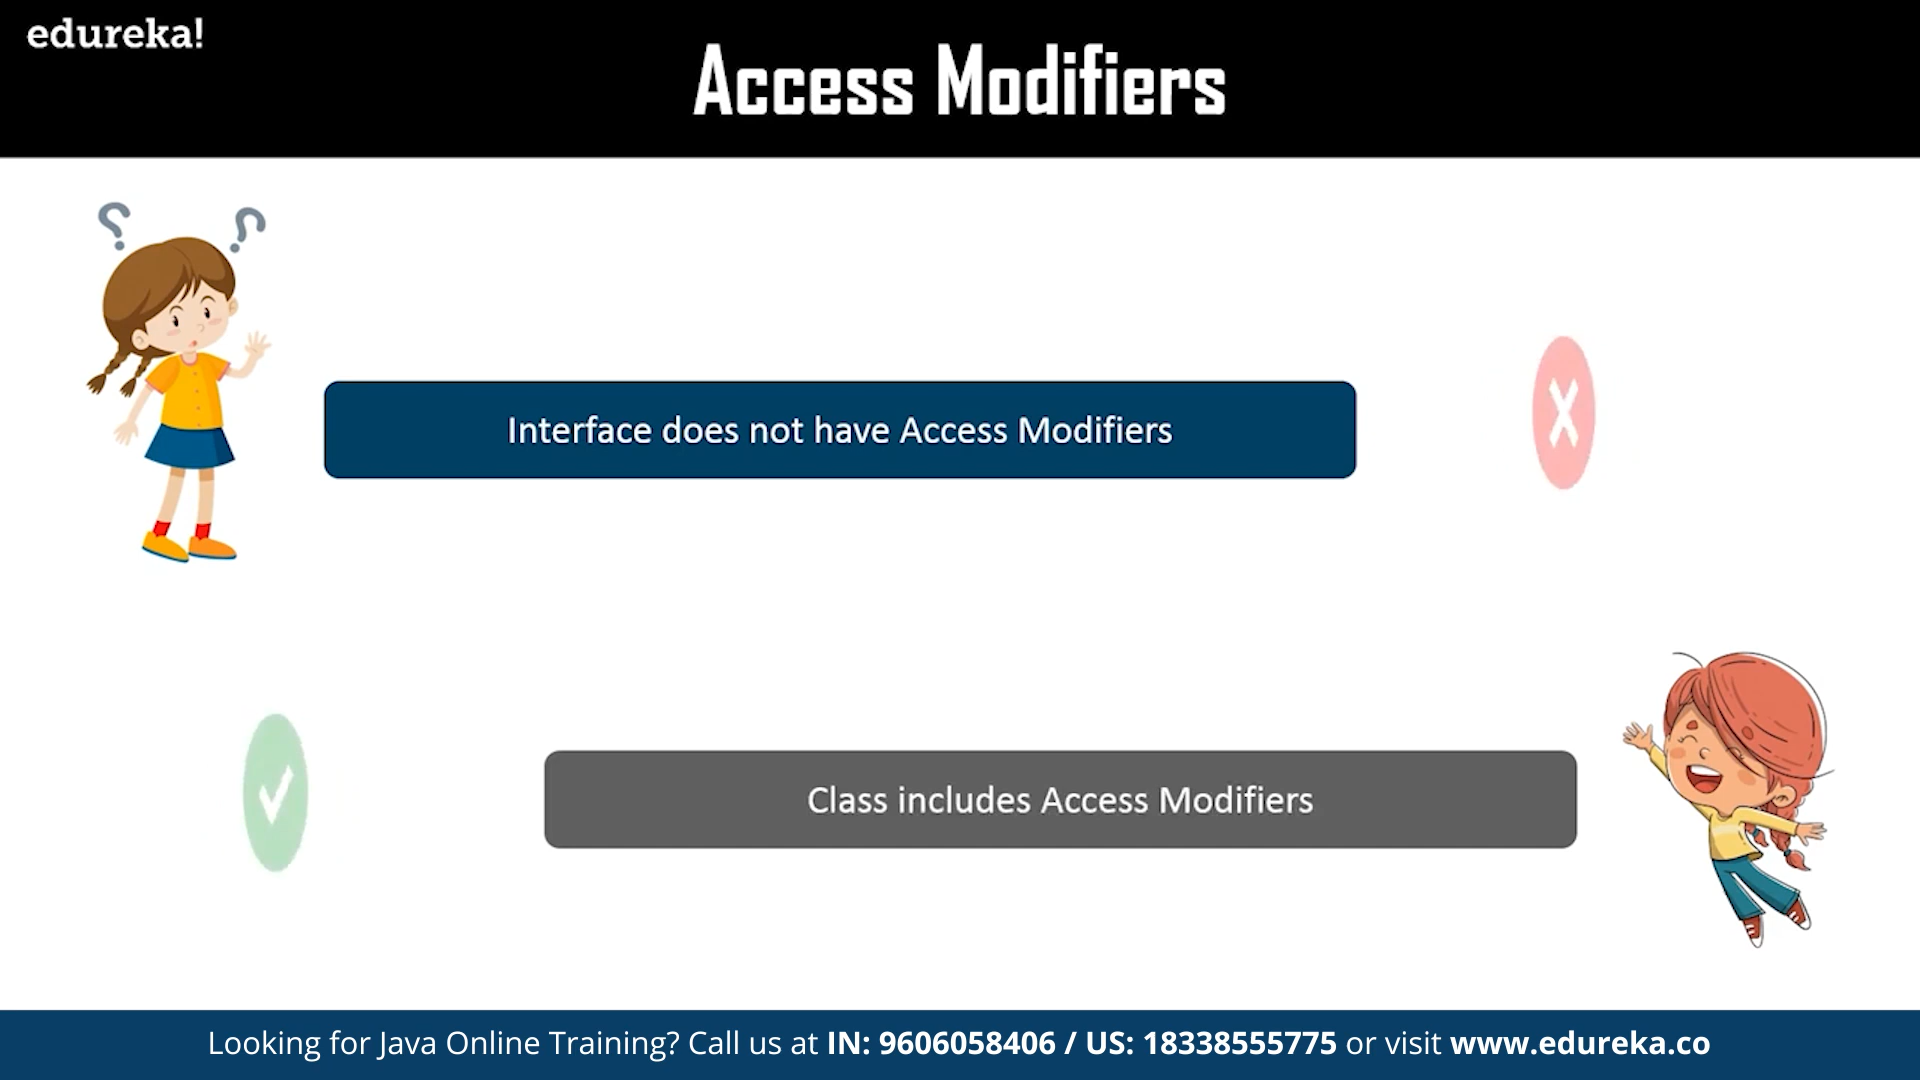 edureka!
Access Modifiers
Interface does not have Access Modifiers
Class includes Access Modifiers
Looking for Java Online Training? Call us at IN: 9606058406 / US: 18338555775 or visit www.edureka.co